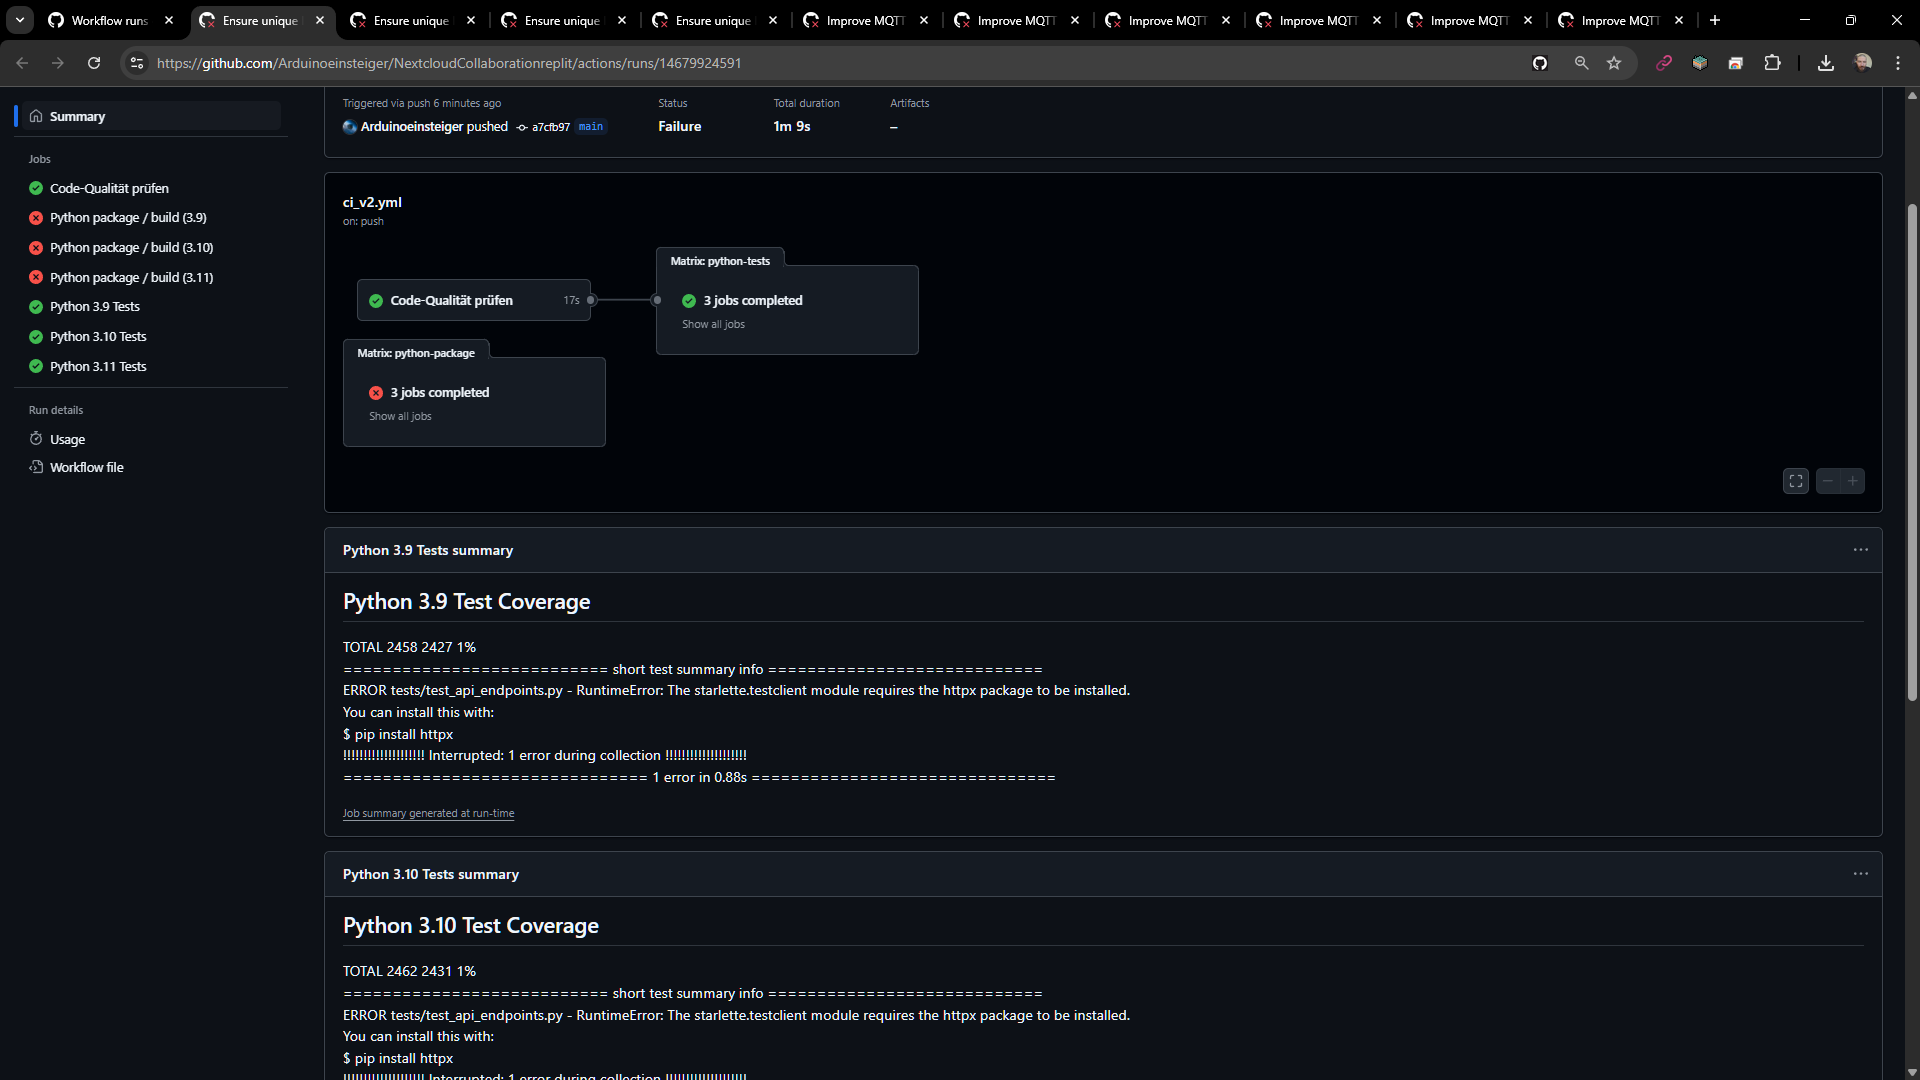 Workflow runs
Ensure unique
Ensure unique
Ensure unique
Ensure unique
Improve MQTT
Improve MQTT
Improve MQTT
Improve MQTT
Improve MQTT
Improve MQTT
https://github.com/Arduinoeinsteiger/NextcloudCollaborationreplit/actions/runs/14679924591
Summary
Jobs
Code-Qualität prüfen
Python package / build (3.9)
Python package / build (3.10)
Python package / build (3.11)
Python 3.9 Tests
Python 3.10 Tests
Python 3.11 Tests
Run details
Usage
Workflow file
Triggered via push 6 minutes ago
Arduinoeinsteiger pushed a7cfb97 main
Status
Failure
Total duration
1m 9s
Artifacts
–
ci_v2.yml
on: push
Code-Qualität prüfen 17s
Matrix: python-tests
3 jobs completed
Show all jobs
Matrix: python-package
3 jobs completed
Show all jobs
Python 3.9 Tests summary
Python 3.9 Test Coverage
TOTAL 2458 2427 1%
=========================== short test summary info ============================
ERROR tests/test_api_endpoints.py - RuntimeError: The starlette.testclient module requires the httpx package to be installed.
You can install this with:
$ pip install httpx
!!!!!!!!!!!!!!!!!!!! Interrupted: 1 error during collection !!!!!!!!!!!!!!!!!!!!
=============================== 1 error in 0.88s ===============================
Job summary generated at run-time
Python 3.10 Tests summary
Python 3.10 Test Coverage
TOTAL 2462 2431 1%
=========================== short test summary info ============================
ERROR tests/test_api_endpoints.py - RuntimeError: The starlette.testclient module requires the httpx package to be installed.
You can install this with:
$ pip install httpx
!!!!!!!!!!!!!!!!!!!! Interrupted: 1 error during collection !!!!!!!!!!!!!!!!!!!!